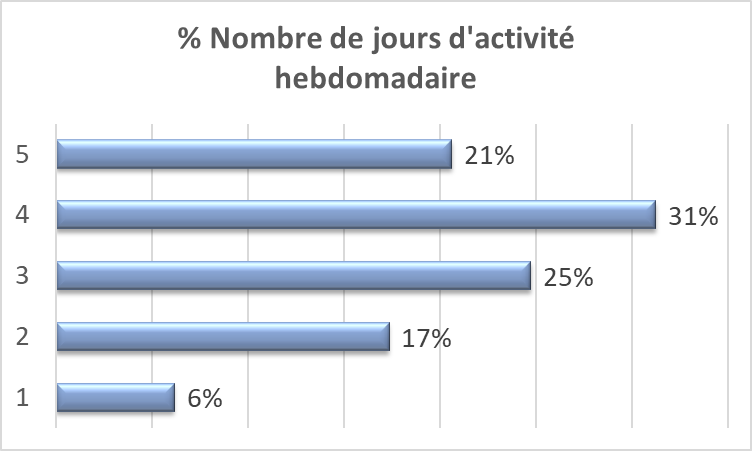 % Nombre de jours d'activité
hebdomadaire
5 21%
4 31%
3 25%
2 17%
1 6%